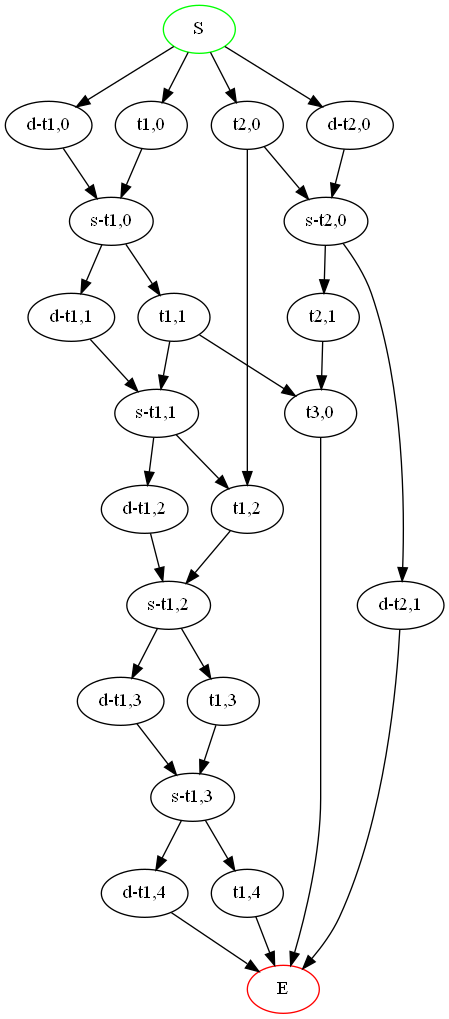 S
d-t1,0
t1,0
t2,0
d-t2,0
s-t1,0
s-t2,0
d-t1,1
t1,1
t2,1
s-t1,1
t3,0
d-t1,2
t1,2
s-t1,2
d-t2,1
d-t1,3
t1,3
s-t1,3
d-t1,4
t1,4
E